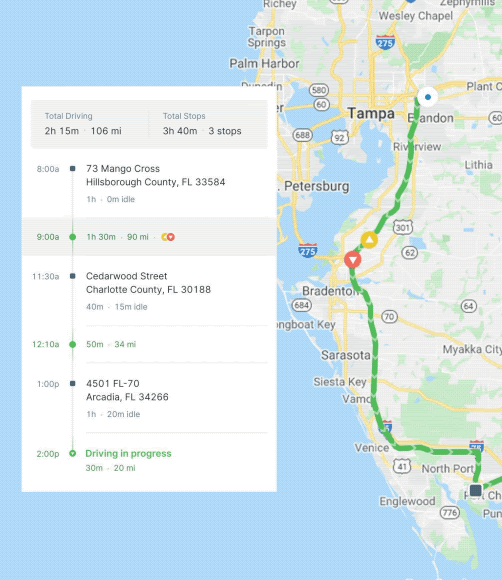 Richey
Zephyrhills
Wesley Chapel
Tarpon
Springs
275
Palm Harbor
Dunedin
580
60
Plant C
Tampa
Brandon
Total Driving
Total Stops
2h 15m · 106 mi
3h 40m · 3 stops
688
92
Riverview
8:00a
73 Mango Cross
Hillsborough County, FL 33584
1h · 0m idle
Lithia
. Petersburg
301
9:00a
1h 30m · 90 mi ·
275
62
11:30a
Cedarwood Street
Charlotte County, FL 30188
40m · 15m idle
Bradenton
684
64
ongboat Key
70
12:10a
50m · 34 mi
Myakka City
Sarasota
1:00p
4501 FL-70
Arcadia, FL 34266
1h · 20m idle
Siesta Key
Vamo
2:00p
Driving in progress
30m · 20 mi
Venice
75
41
North Port
Port Cha
Englewood
776
Pun